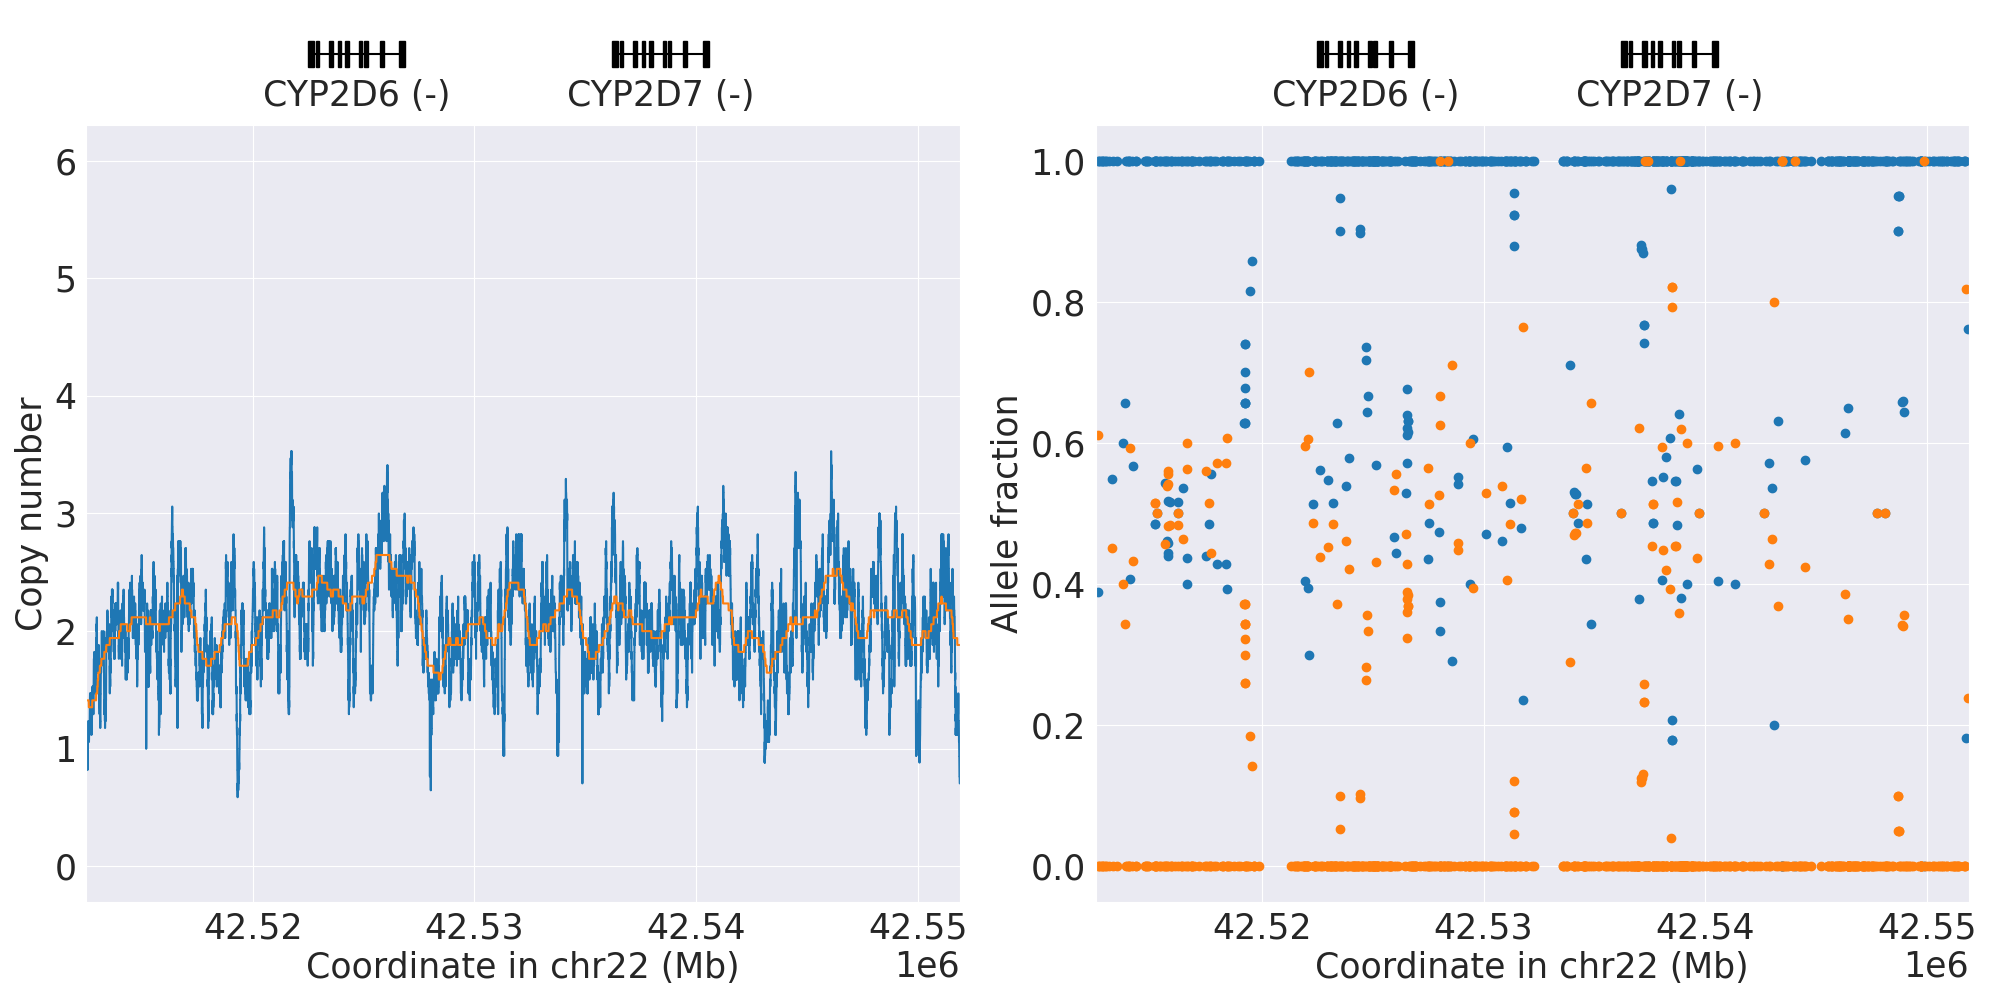 CYP2D6 (-)
CYP2D7 (-)
6
5
4
3
2
1
0
Copy number
42.52
42.53
42.54
42.55
Coordinate in chr22 (Mb)
1e6
CYP2D6 (-)
CYP2D7 (-)
1.0
0.8
0.6
0.4
0.2
0.0
Allele fraction
42.52
42.53
42.54
42.55
Coordinate in chr22 (Mb)
1e6